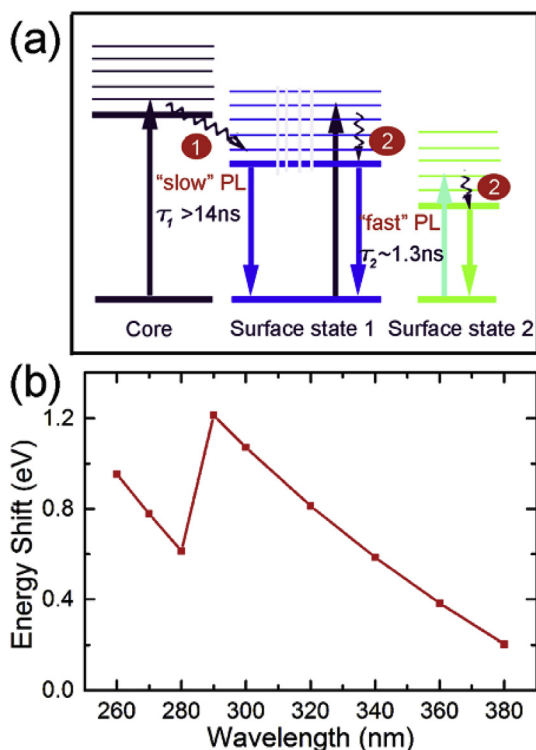 (a)
1
2
2
"slow" PL
τ1 >14ns
"fast" PL
τ2~1.3ns
Core
Surface state 1
Surface state 2
(b)
Energy Shift (eV)
1.2
0.8
0.4
0.0
260 280 300 320 340 360 380
Wavelength (nm)